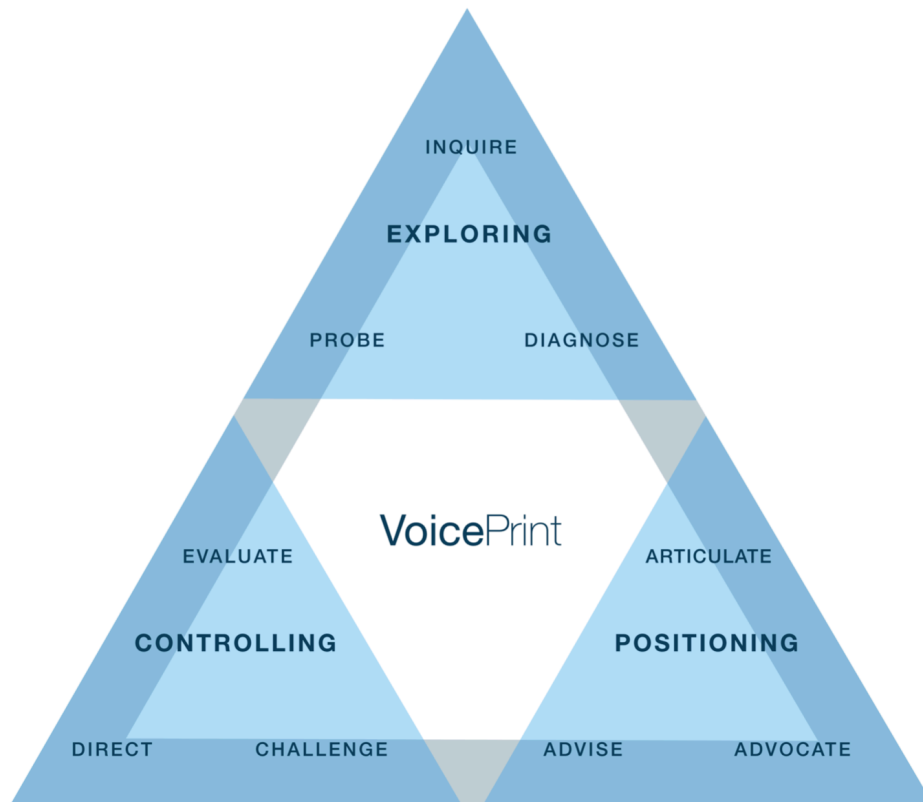 INQUIRE
EXPLORING
PROBE DIAGNOSE
VoicePrint
EVALUATE ARTICULATE
CONTROLLING POSITIONING
DIRECT CHALLENGE ADVISE ADVOCATE